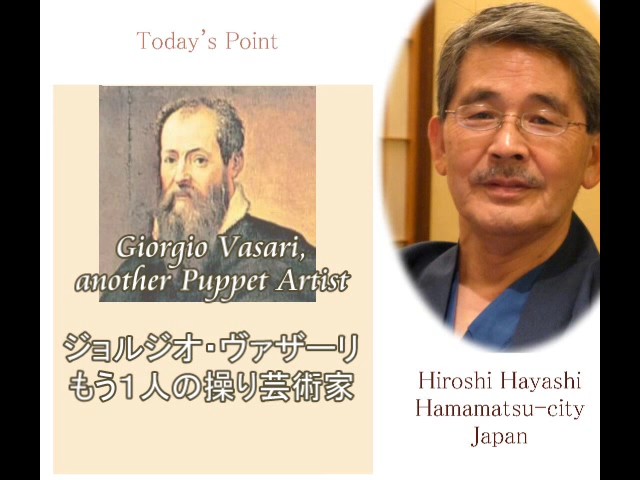 Today's Point
Giorgio Vasari,
another Puppet Artist
ジョルジオ・ヴァザーリ
もう１人の操り芸術家
Hiroshi Hayashi
Hamamatsu-city
Japan